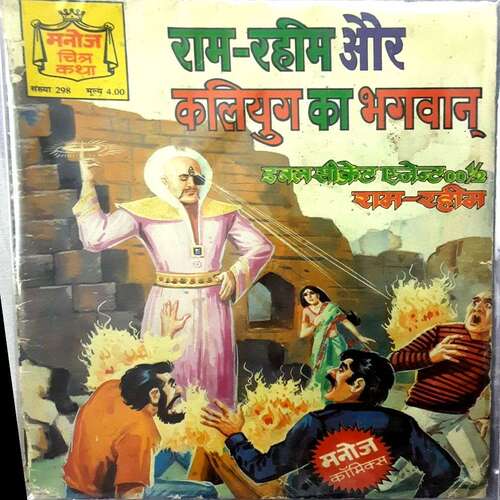 मनोज
चित्र
कथा
संख्या 298 मूल्य 4.00
राम-रहीम और
कलियुग का भगवान्
डबल सीक्रेट एजेन्ट 00½
राम-रहीम
मनोज
कॉमिक्स